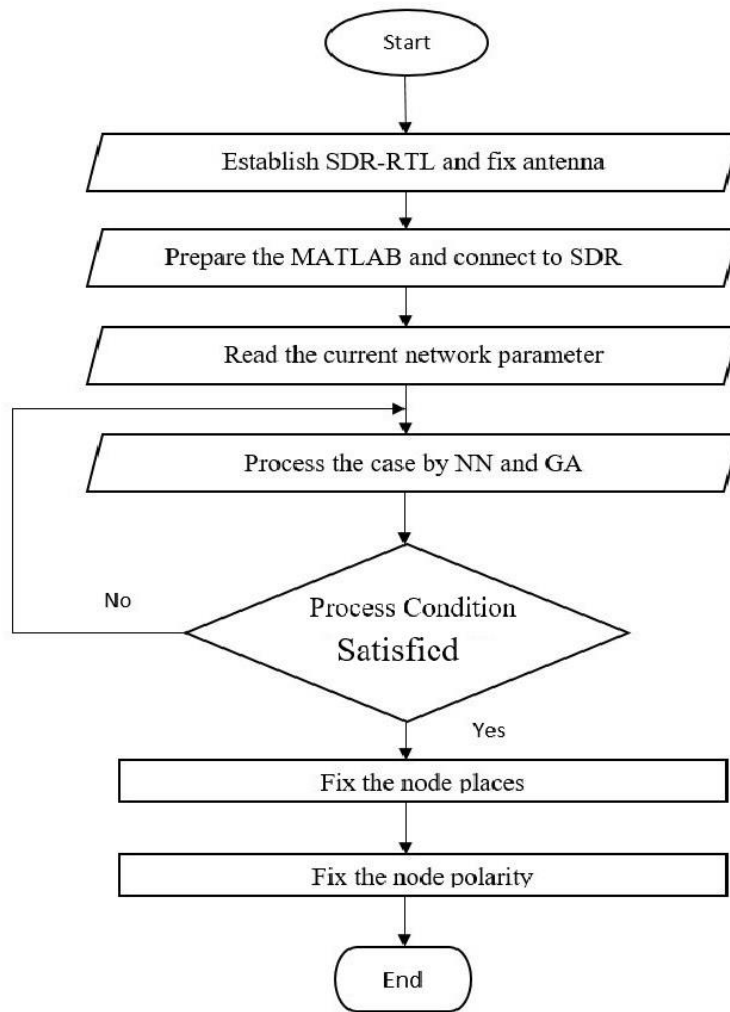 Start
Establish SDR-RTL and fix antenna
Prepare the MATLAB and connect to SDR
Read the current network parameter
Process the case by NN and GA
No
Process Condition
Satisfied
Yes
Fix the node places
Fix the node polarity
End